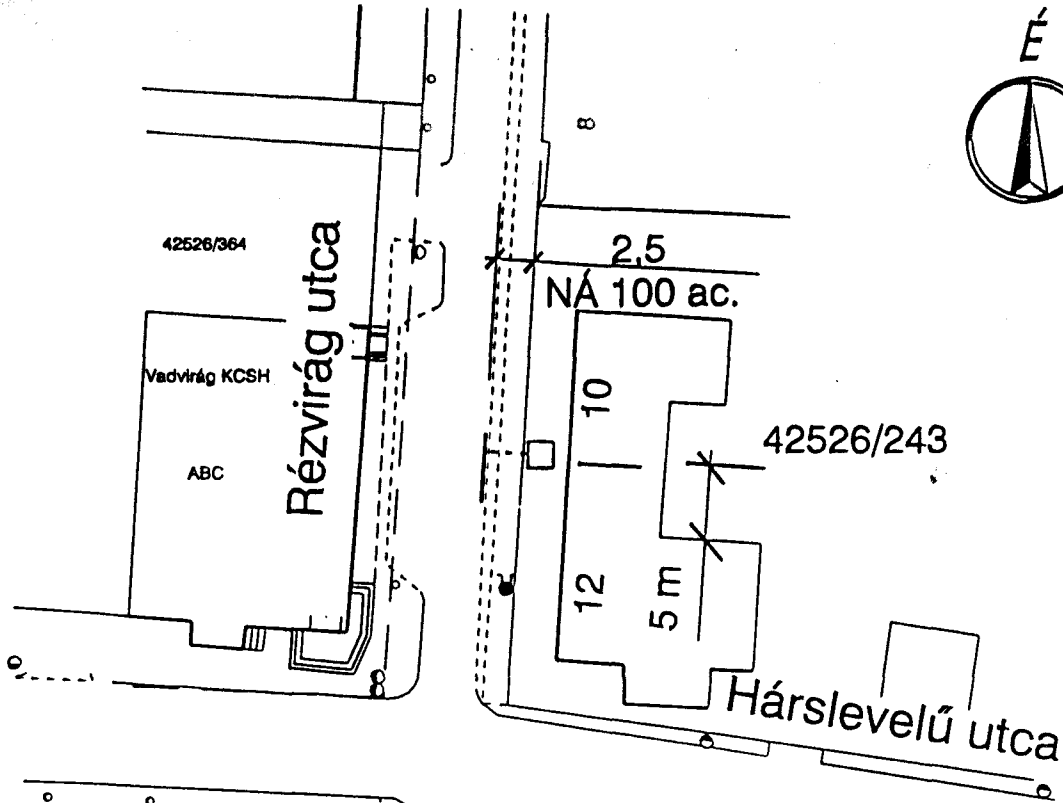 É
8
42526/364
2,5
NÁ 100 ac.
Rézvirág utca
Vadvirág KCSH
10
42526/243
ABC
12
5 m
Hárslevelű utca